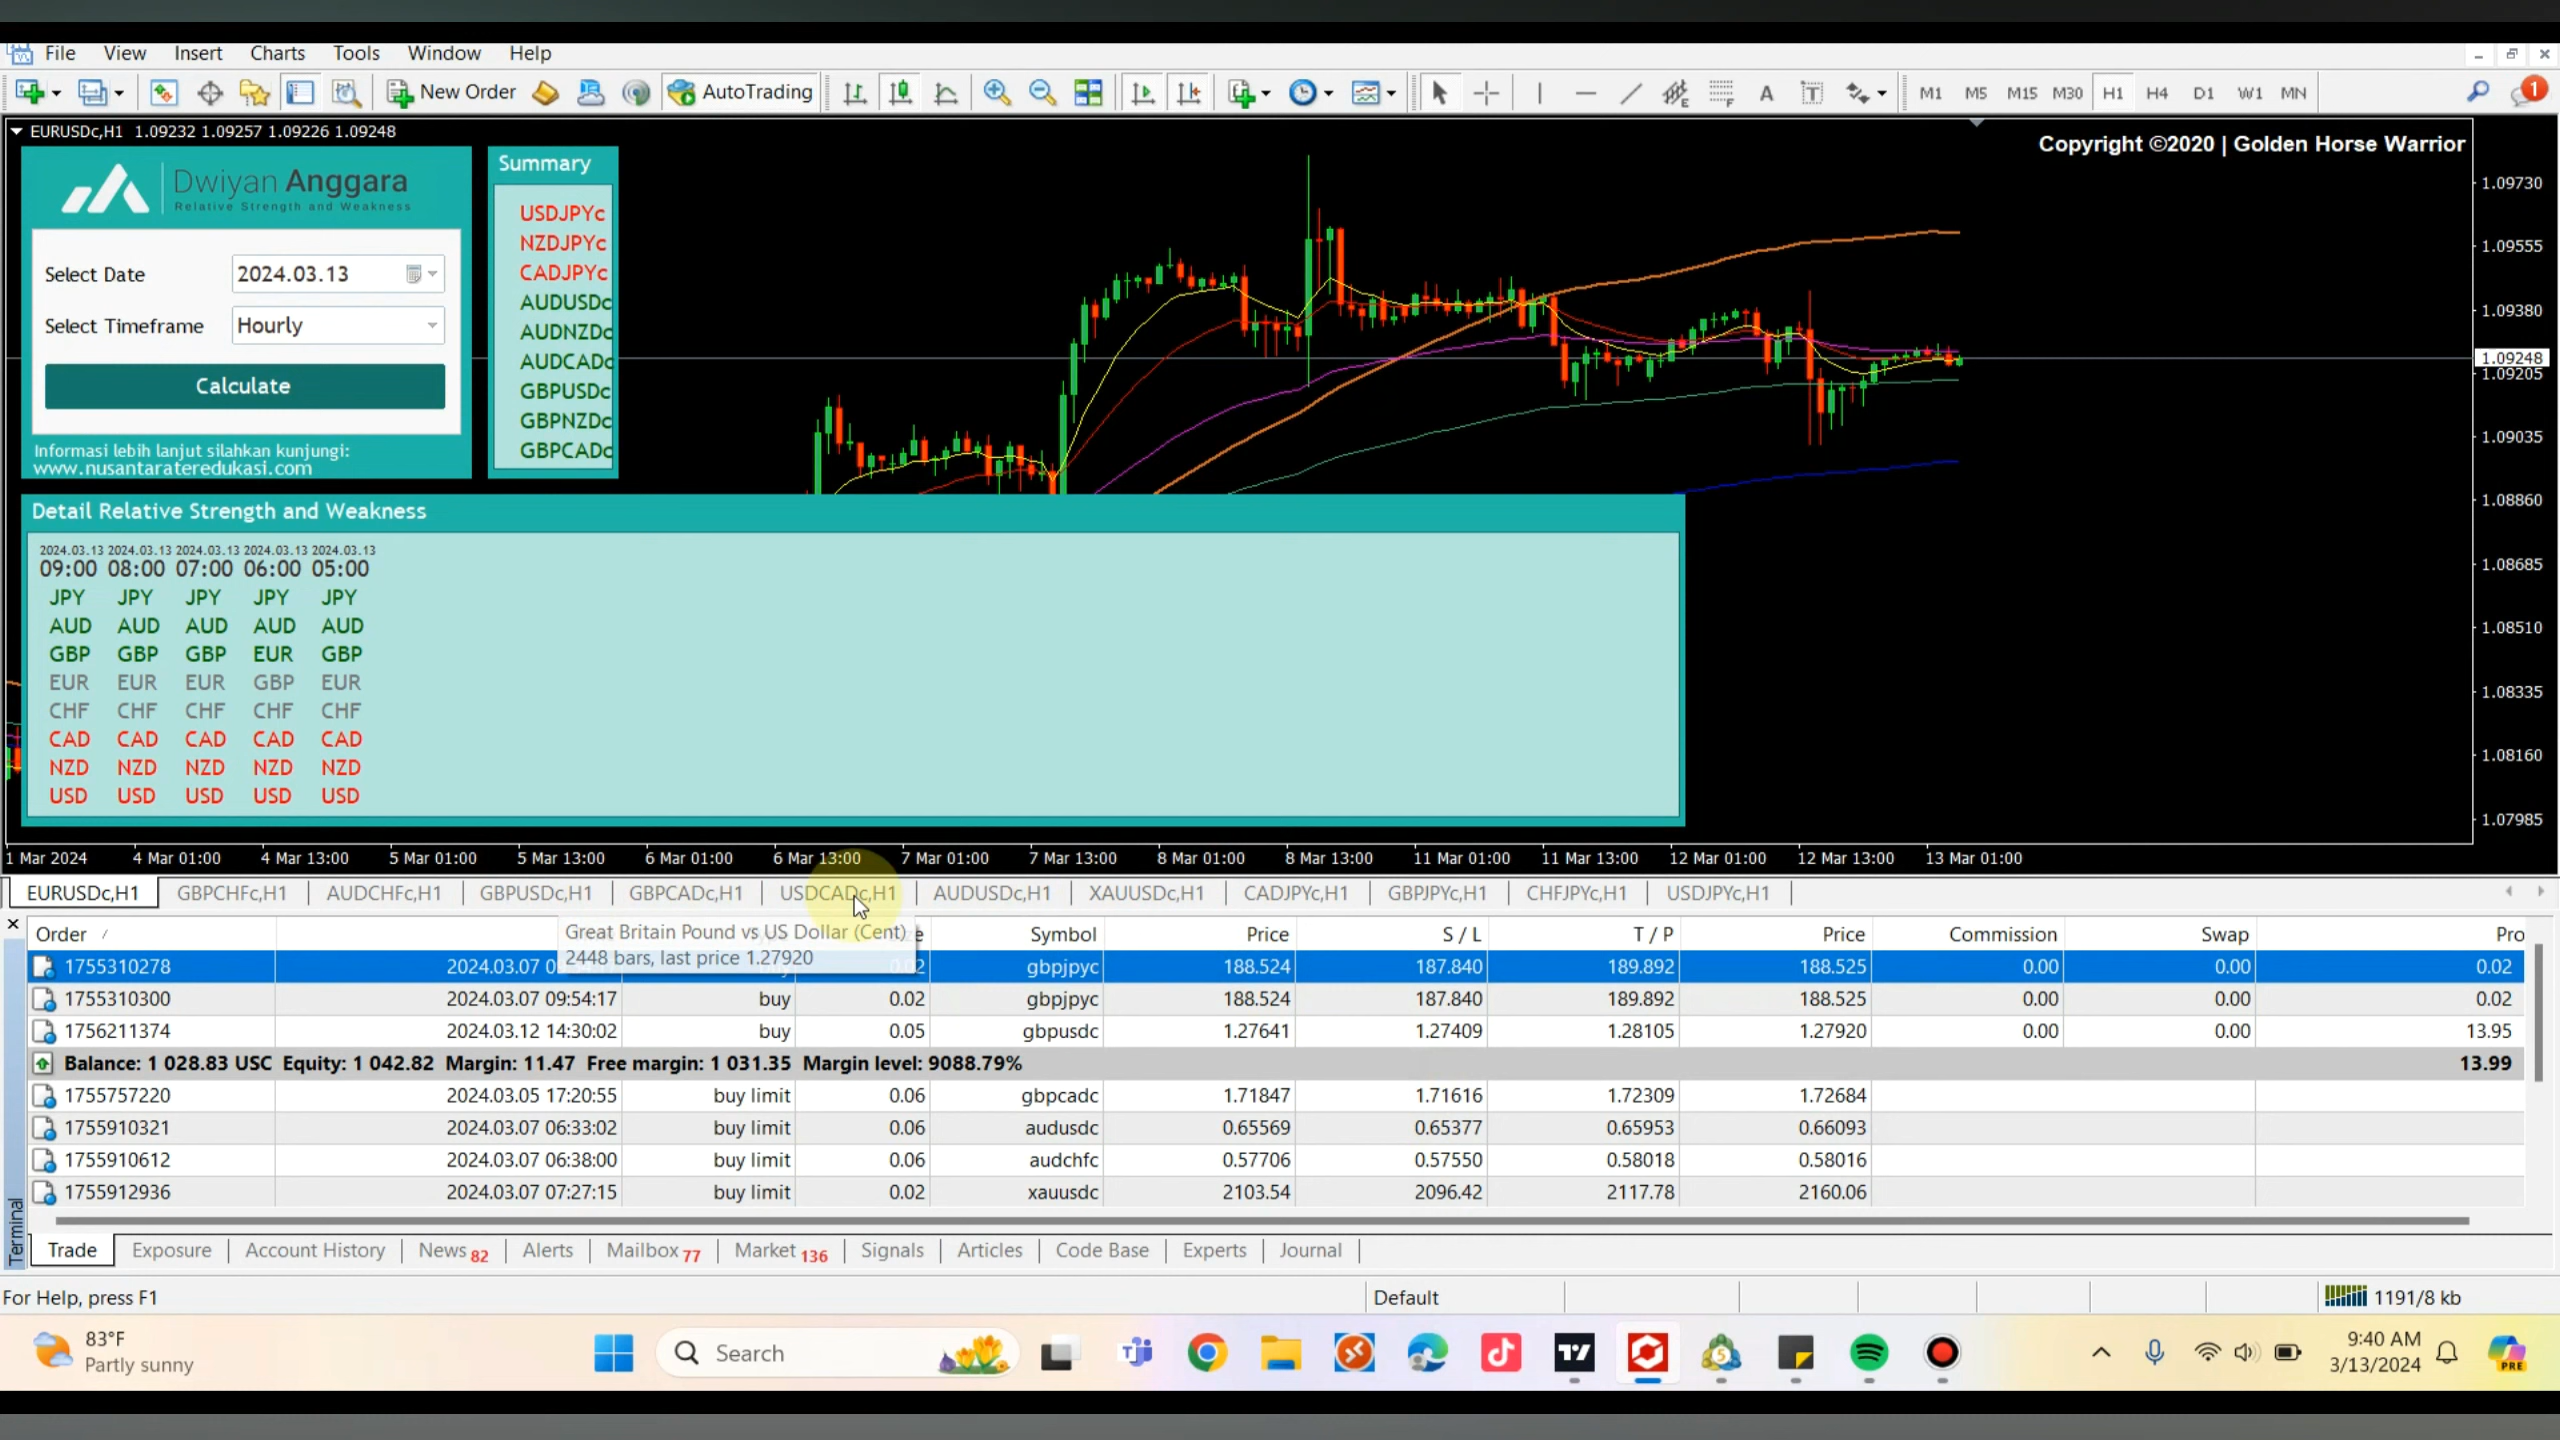 File View Insert Charts Tools Window Help
New Order AutoTrading A T M1 M5 M15 M30 H1 H4 D1 W1 MN 1
EURUSDc,H1 1.09232 1.09257 1.09226 1.09248
Copyright ©2020 | Golden Horse Warrior
Dwiyan Anggara
Relative Strength and Weakness
Select Date 2024.03.13
Select Timeframe Hourly
Calculate
Informasi lebih lanjut silahkan kunjungi:
www.nusantarateredukasi.com
Summary
USDJPYc
NZDJPYc
CADJPYc
AUDUSDc
AUDNZDc
AUDCADc
GBPUSDc
GBPNZDc
GBPCADc
1.09730
1.09555
1.09380
1.09248
1.09205
1.09035
1.08860
1.08685
1.08510
1.08335
1.08160
1.07985
Detail Relative Strength and Weakness
2024.03.13 2024.03.13 2024.03.13 2024.03.13 2024.03.13
09:00 08:00 07:00 06:00 05:00
JPY JPY JPY JPY JPY
AUD AUD AUD AUD AUD
GBP GBP GBP EUR GBP
EUR EUR EUR GBP EUR
CHF CHF CHF CHF CHF
CAD CAD CAD CAD CAD
NZD NZD NZD NZD NZD
USD USD USD USD USD
1 Mar 2024 4 Mar 01:00 4 Mar 13:00 5 Mar 01:00 5 Mar 13:00 6 Mar 01:00 6 Mar 13:00 7 Mar 01:00 7 Mar 13:00 8 Mar 01:00 8 Mar 13:00 11 Mar 01:00 11 Mar 13:00 12 Mar 01:00 12 Mar 13:00 13 Mar 01:00
EURUSDc,H1 GBPCHFc,H1 AUDCHFc,H1 GBPUSDc,H1 GBPCADc,H1 USDCADc,H1 AUDUSDc,H1 XAUUSDc,H1 CADJPYc,H1 GBPJPYc,H1 CHFJPYc,H1 USDJPYc,H1
Order Symbol Price S / L T / P Price Commission Swap Pro
Great Britain Pound vs US Dollar (Cent)
2448 bars, last price 1.27920
1755310278 2024.03.07 gbpjpyc 188.524 187.840 189.892 188.525 0.00 0.00 0.02
1755310300 2024.03.07 09:54:17 buy 0.02 gbpjpyc 188.524 187.840 189.892 188.525 0.00 0.00 0.02
1756211374 2024.03.12 14:30:02 buy 0.05 gbpusdc 1.27641 1.27409 1.28105 1.27920 0.00 0.00 13.95
Balance: 1 028.83 USC Equity: 1 042.82 Margin: 11.47 Free margin: 1 031.35 Margin level: 9088.79% 13.99
1755757220 2024.03.05 17:20:55 buy limit 0.06 gbpcadc 1.71847 1.71616 1.72309 1.72684
1755910321 2024.03.07 06:33:02 buy limit 0.06 audusdc 0.65569 0.65377 0.65953 0.66093
1755910612 2024.03.07 06:38:00 buy limit 0.06 audchfc 0.57706 0.57550 0.58018 0.58016
1755912936 2024.03.07 07:27:15 buy limit 0.02 xauusdc 2103.54 2096.42 2117.78 2160.06
Terminal
Trade Exposure Account History News 82 Alerts Mailbox 77 Market 136 Signals Articles Code Base Experts Journal
For Help, press F1 Default 1191/8 kb
83°F
Partly sunny
Search
9:40 AM
3/13/2024
PRE